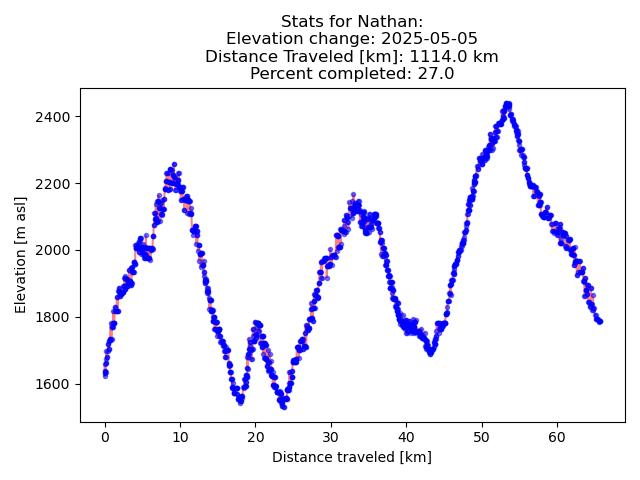 Stats for Nathan:
Elevation change: 2025-05-05
Distance Traveled [km]: 1114.0 km
Percent completed: 27.0
2400
2200
2000
1800
1600
Elevation [m asl]
0 10 20 30 40 50 60
Distance traveled [km]